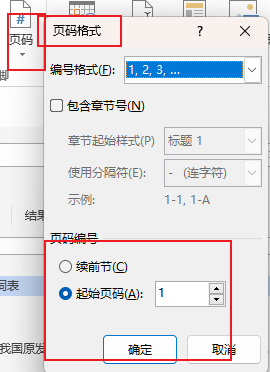 页码
页码格式
?
编号格式(F):
1, 2, 3, ...
包含章节号(N)
章节起始样式(P)
标题 1
使用分隔符(E):
- (连字符)
示例:
1-1, 1-A
结果
页码编号
续前节(C)
起始页码(A):
1
词表
我国原发
确定
取消